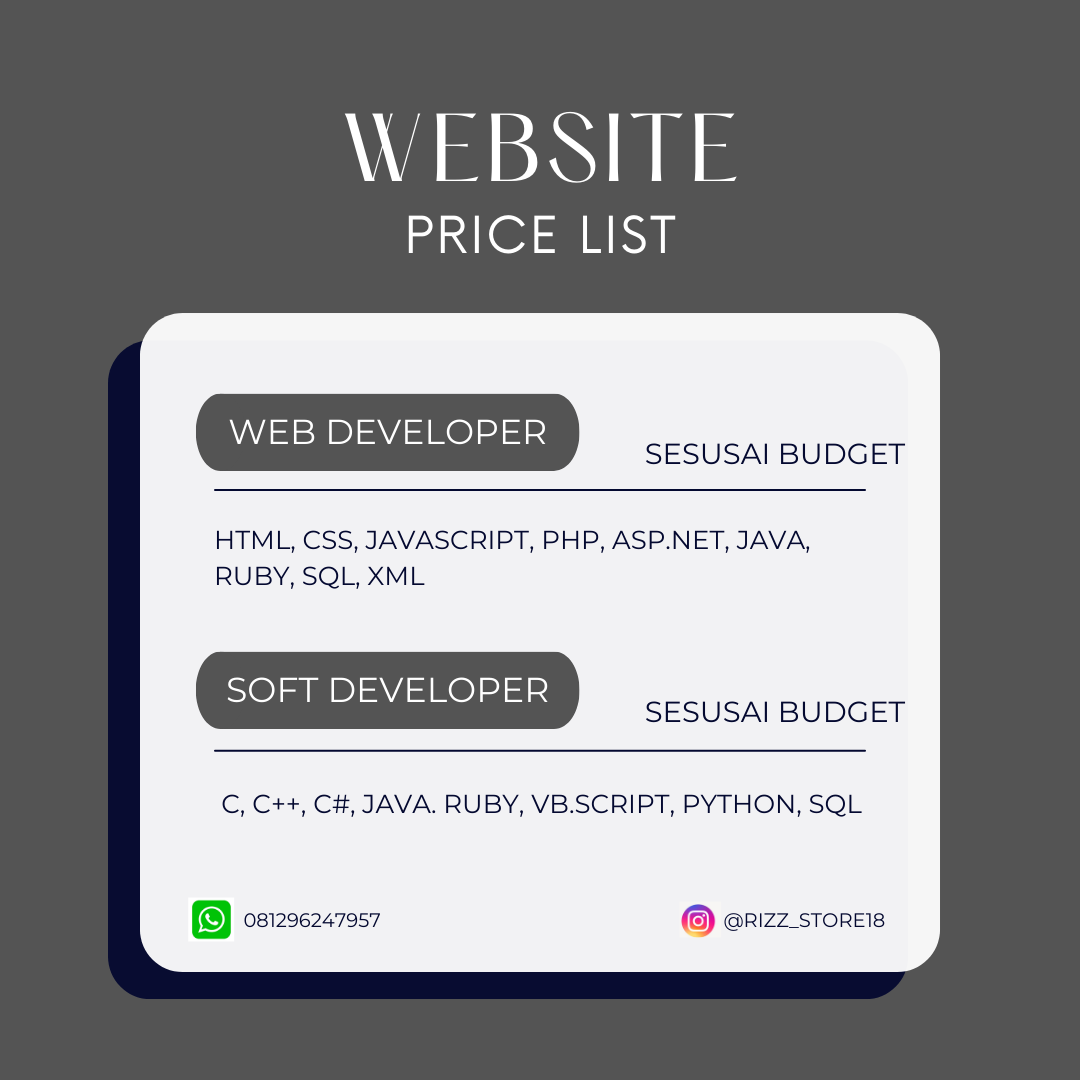 WEBSITE
PRICE LIST
WEB DEVELOPER
SESUSAI BUDGET
HTML, CSS, JAVASCRIPT, PHP, ASP.NET, JAVA,
RUBY, SQL, XML
SOFT DEVELOPER
SESUSAI BUDGET
C, C++, C#, JAVA. RUBY, VB.SCRIPT, PYTHON, SQL
081296247957
@RIZZ_STORE18